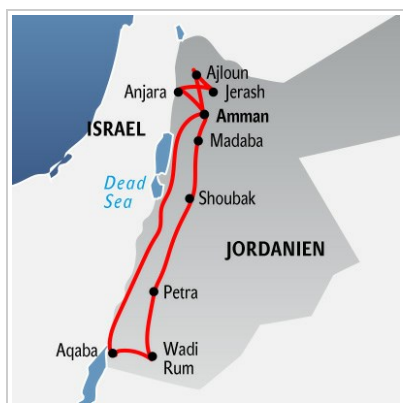 Ajloun
Anjara
Jerash
Amman
ISRAEL
Madaba
Dead
Sea
Shoubak
JORDANIEN
Petra
Aqaba
Wadi
Rum